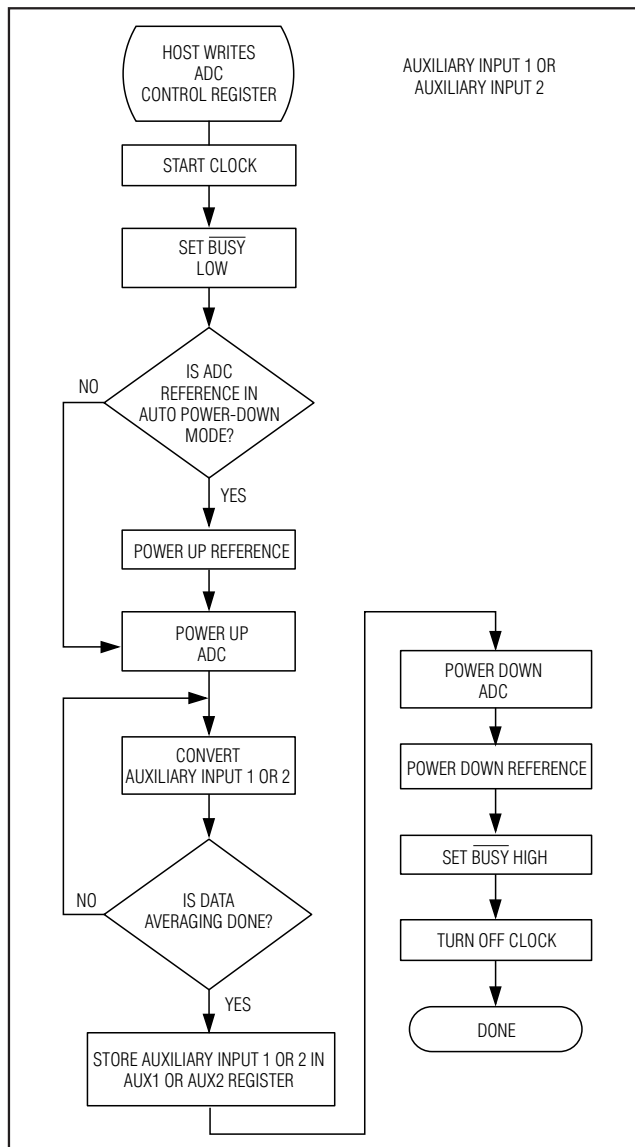 HOST WRITES
ADC
CONTROL REGISTER
AUXILIARY INPUT 1 OR
AUXILIARY INPUT 2
START CLOCK
SET BUSY
LOW
IS ADC
REFERENCE IN
AUTO POWER-DOWN
MODE?
NO
YES
POWER UP REFERENCE
POWER UP
ADC
CONVERT
AUXILIARY INPUT 1 OR 2
NO
IS DATA
AVERAGING DONE?
YES
STORE AUXILIARY INPUT 1 OR 2 IN
AUX1 OR AUX2 REGISTER
POWER DOWN
ADC
POWER DOWN REFERENCE
SET BUSY HIGH
TURN OFF CLOCK
DONE